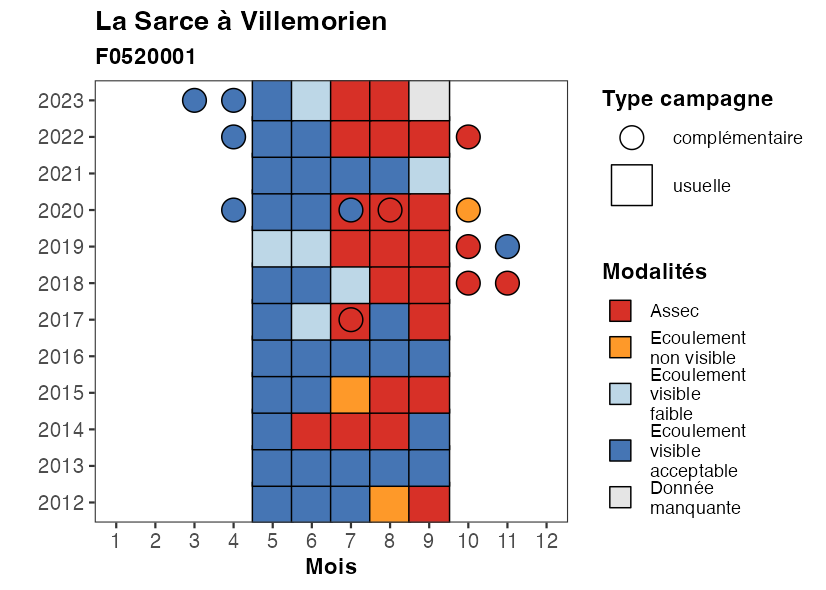 La Sarce à Villemorien
F0520001
2023
2022
2021
2020
2019
2018
2017
2016
2015
2014
2013
2012
1 2 3 4 5 6 7 8 9 10 11 12
Mois
Type campagne
complémentaire
usuelle
Modalités
Assec
Ecoulement
non visible
Ecoulement
visible
faible
Ecoulement
visible
acceptable
Donnée
manquante